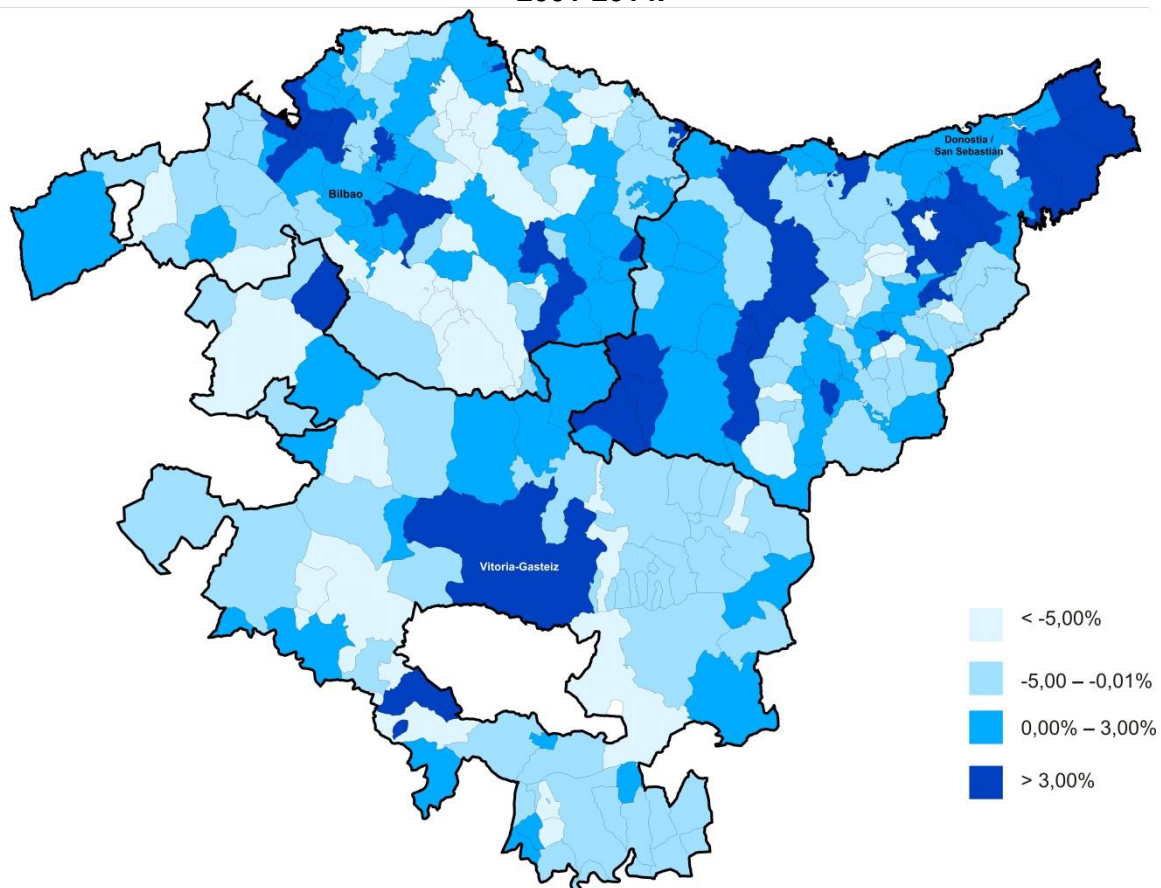 Donostia /
San Sebastián
Bilbao
Vitoria-Gasteiz
< -5,00%
-5,00 – -0,01%
0,00% – 3,00%
> 3,00%